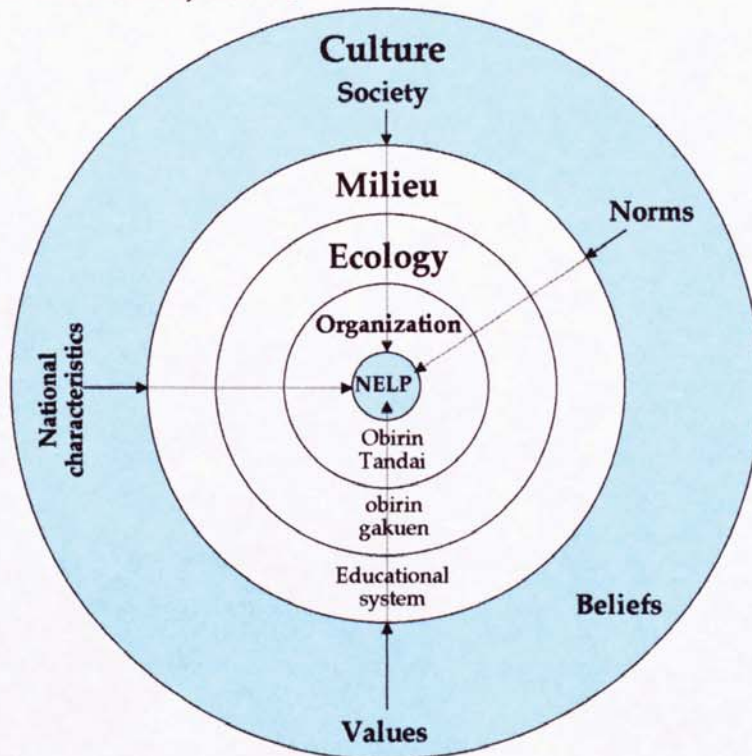 Culture
Society
Milieu
Norms
Ecology
Organization
National
characteristics
NELP
Obirin
Tandai
obirin
gakuen
Educational
system
Beliefs
Values